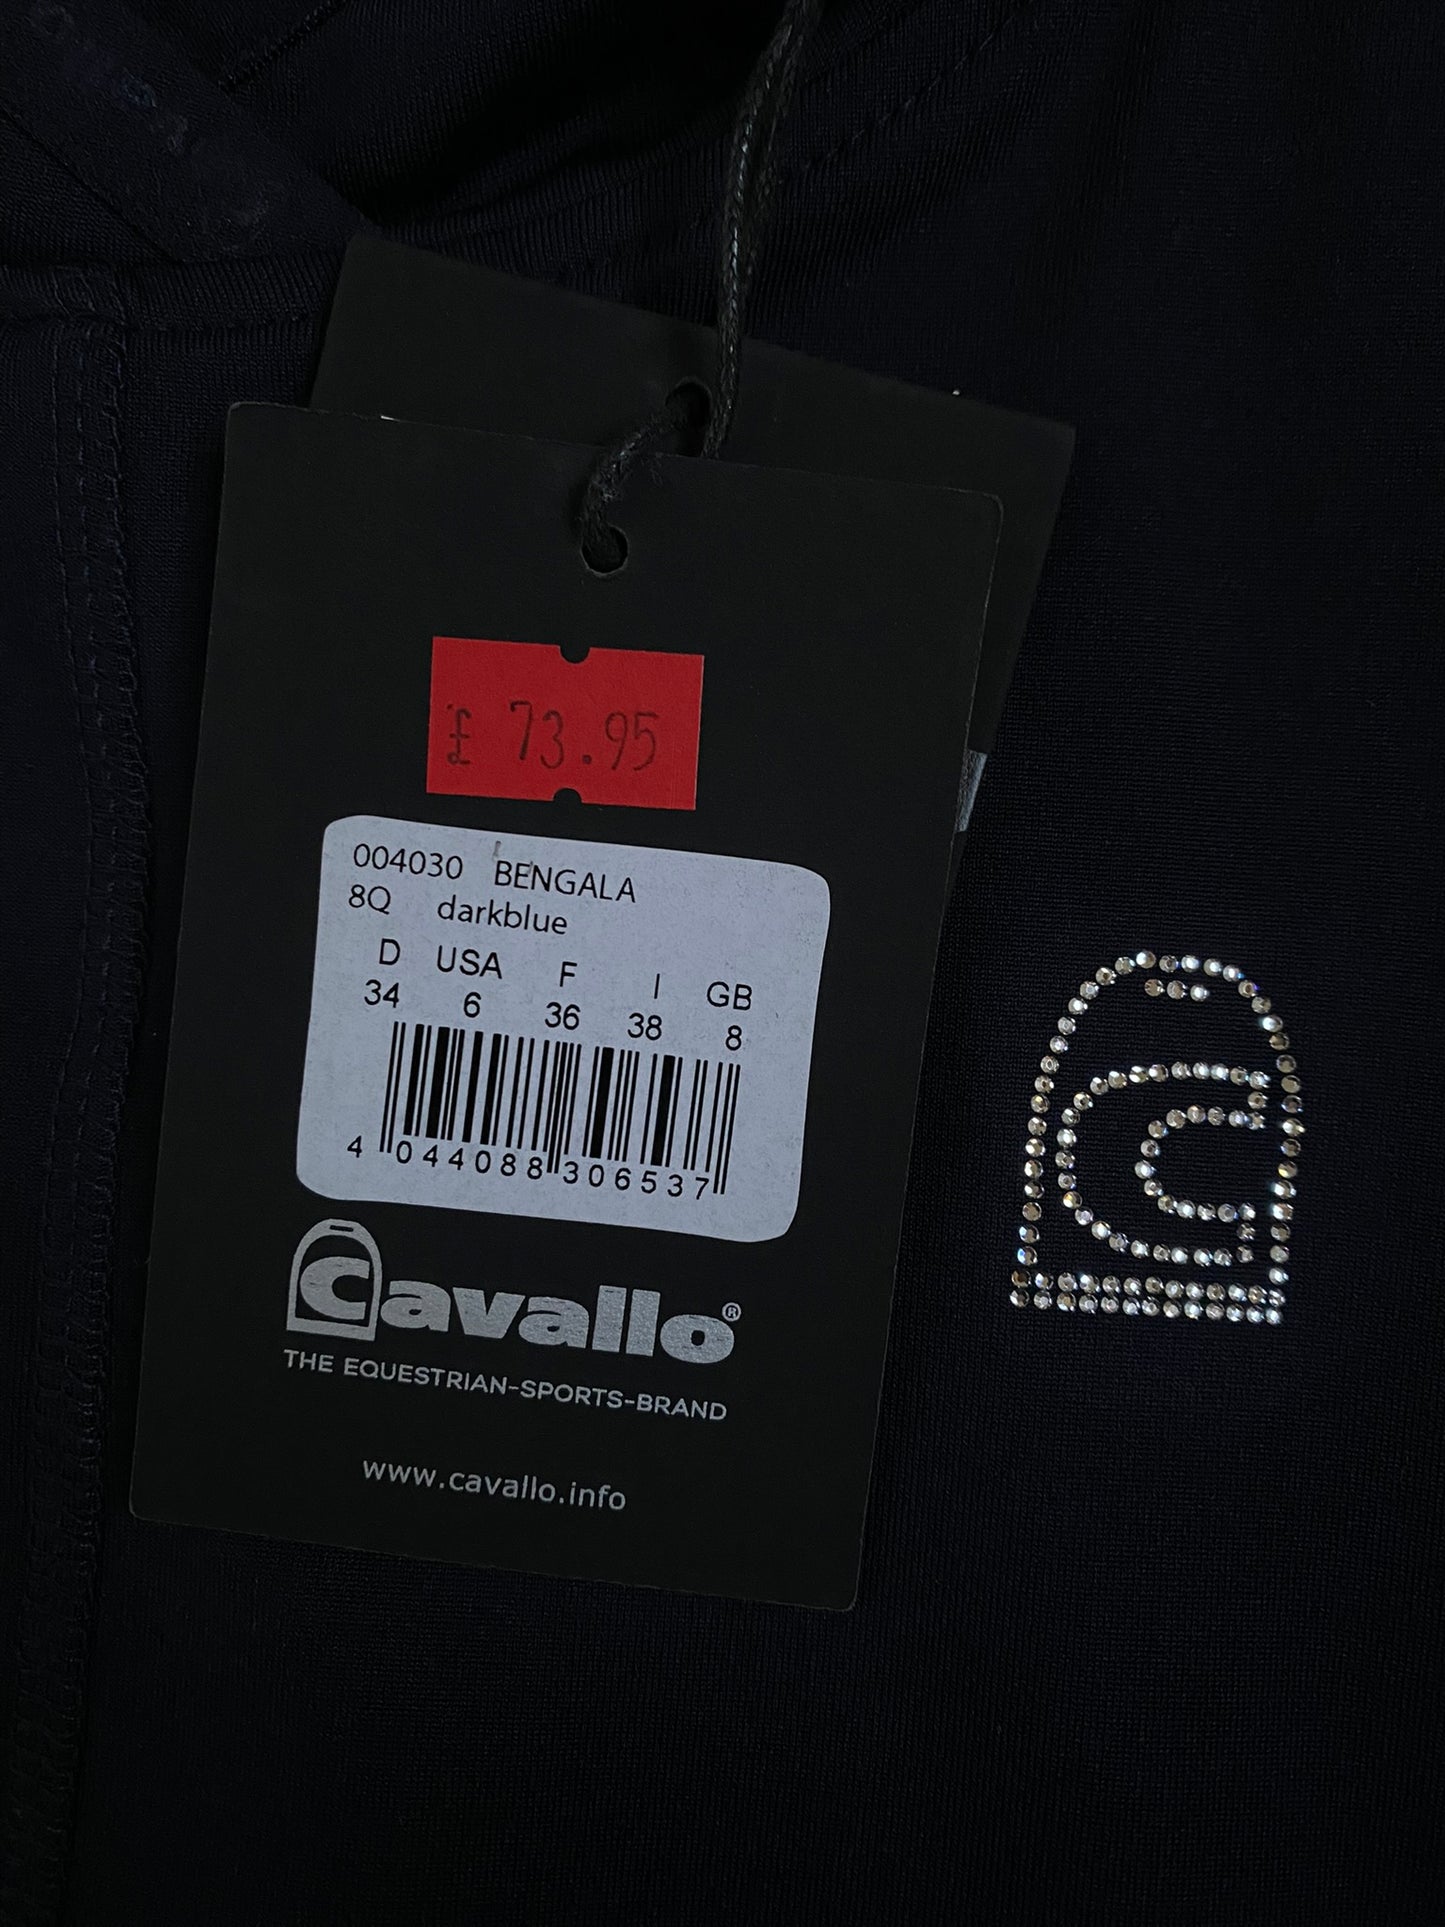 £ 73.95
004030 BENGALA
8Q darkblue
D USA F I GB
34 6 36 38 8
4 044088 306537
Cavallo®
THE EQUESTRIAN-SPORTS-BRAND
www.cavallo.info